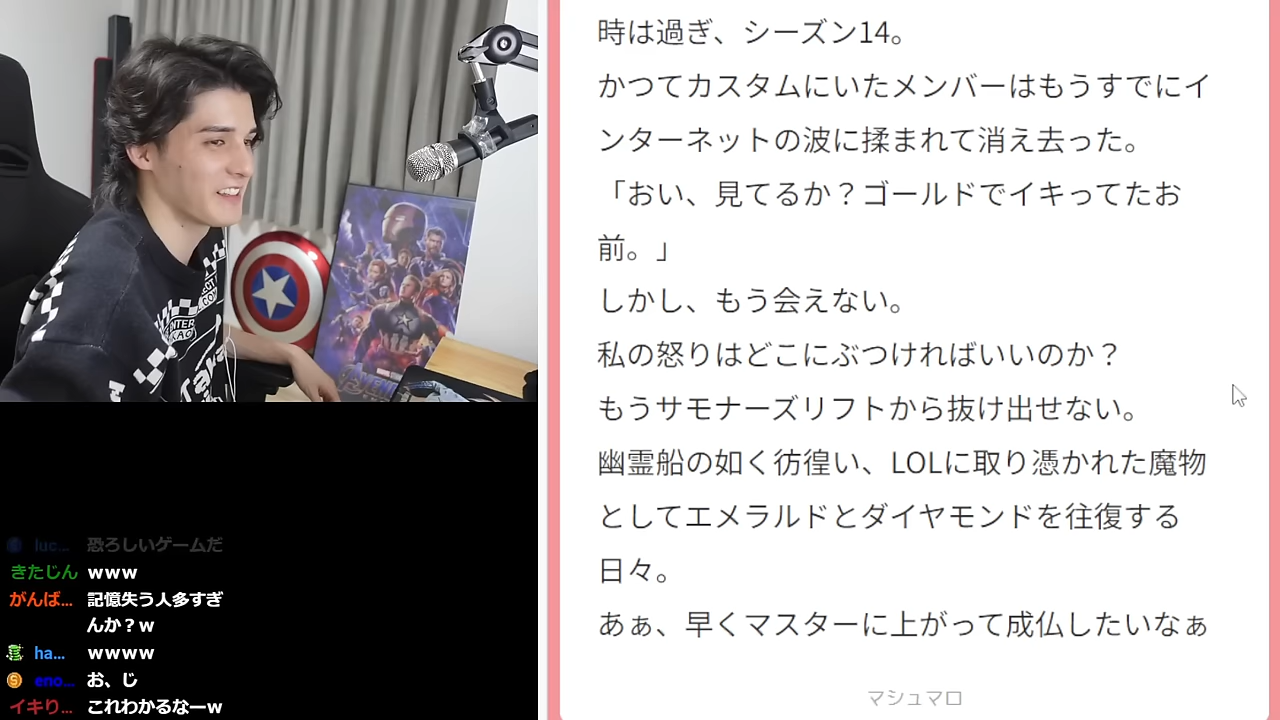 時は過ぎ、シーズン14。
かつてカスタムにいたメンバーはもうすでにイ
ンターネットの波に揉まれて消え去った。
「おい、見てるか？ゴールドでイキってたお
前。」
しかし、もう会えない。
私の怒りはどこにぶつければいいのか？
もうサモナーズリフトから抜け出せない。
幽霊船の如く彷徨い、LOLに取り憑かれた魔物
としてエメラルドとダイヤモンドを往復する
日々。
あぁ、早くマスターに上がって成仏したいなぁ
マシュマロ
luc... 恐ろしいゲームだ
きたじん www
がんば... 記憶失う人多すぎ
んか？w
ha... wwww
eno... お、じ
イキり... これわかるなーw